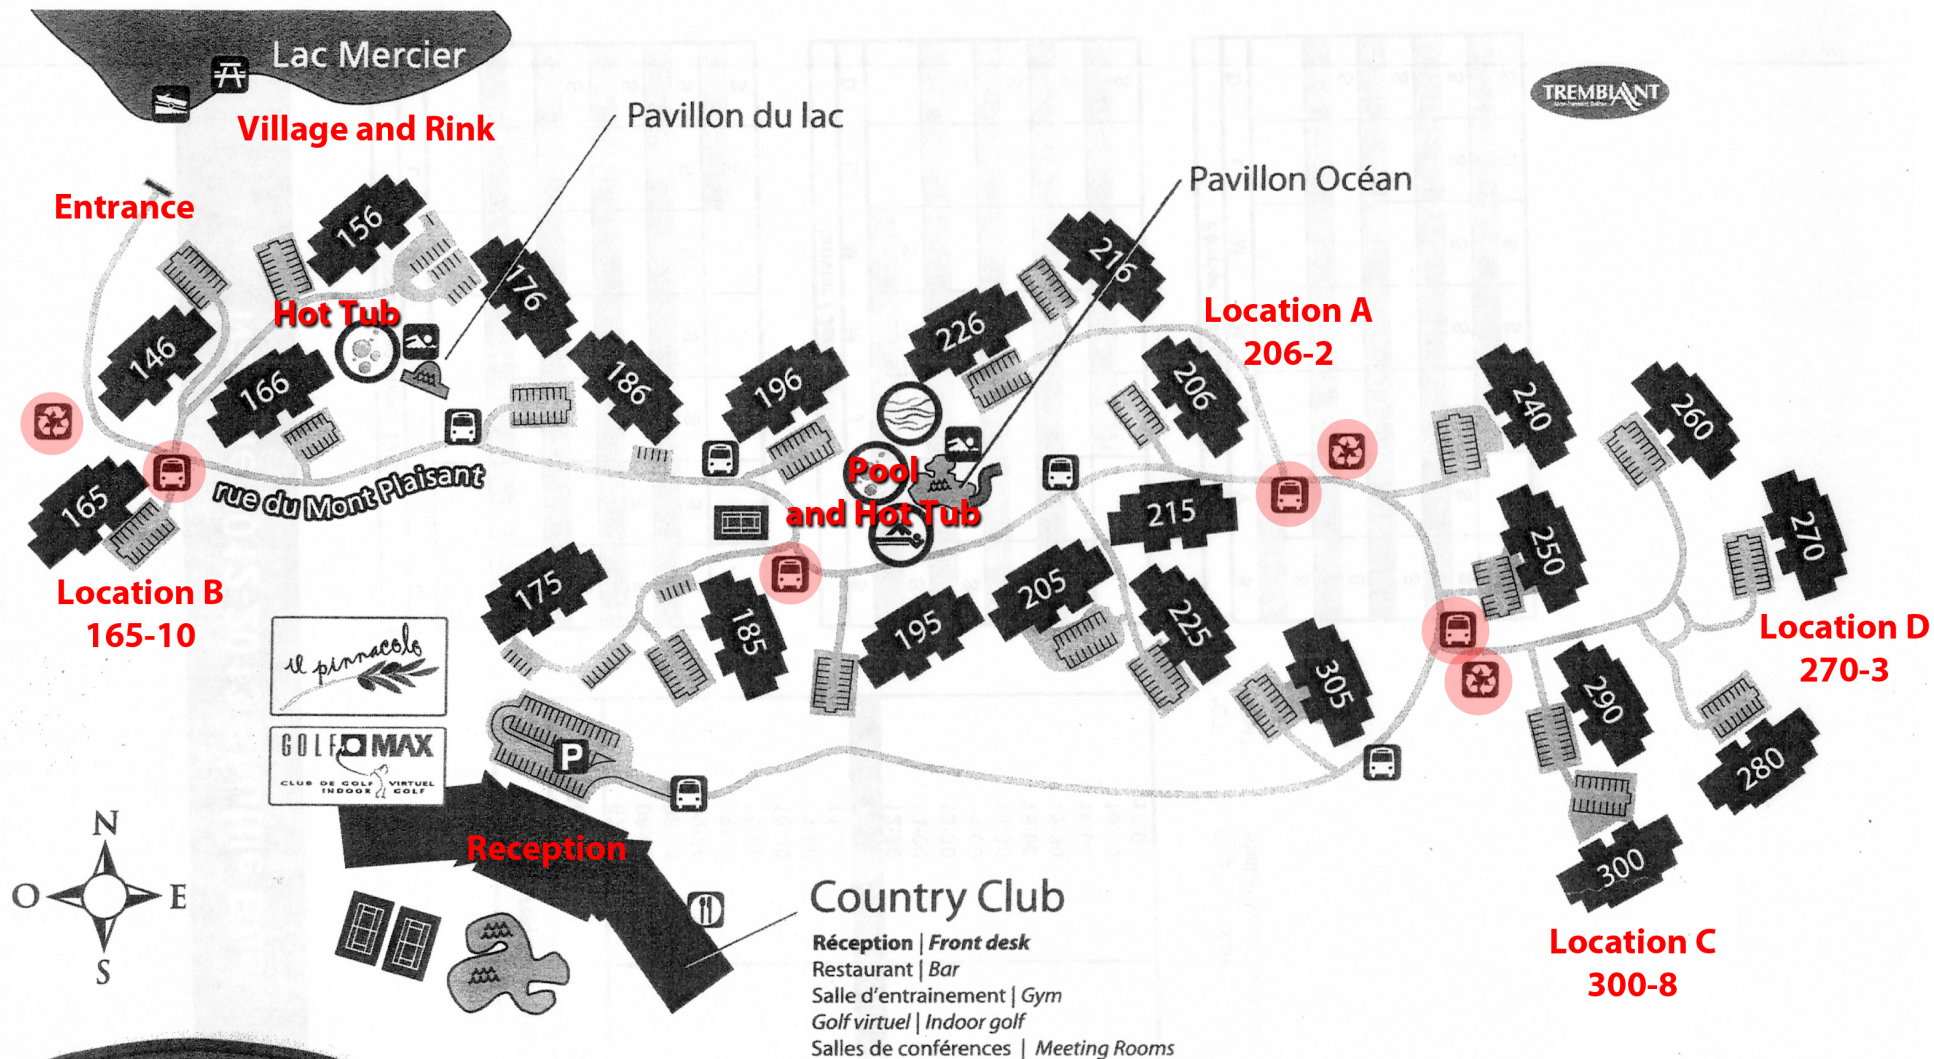 Lac Mercier
Village and Rink
Pavillon du lac
TREMBLANT
Pavillon Océan
Entrance
156
176
216
Hot Tub
Location A
206-2
146
166
186
196
226
206
240
260
rue du Mont Plaisant
165
Pool
and Hot Tub
215
250
270
Location B
165-10
175
185
195
205
225
305
290
280
300
Location D
270-3
il pinnacolo
GOLF MAX
CLUB DE GOLF VIRTUEL
INDOOR GOLF
P
Reception
N
O
E
S
Country Club
Réception | Front desk
Restaurant | Bar
Salle d'entrainement | Gym
Golf virtuel | Indoor golf
Salles de conférences | Meeting Rooms
Location C
300-8